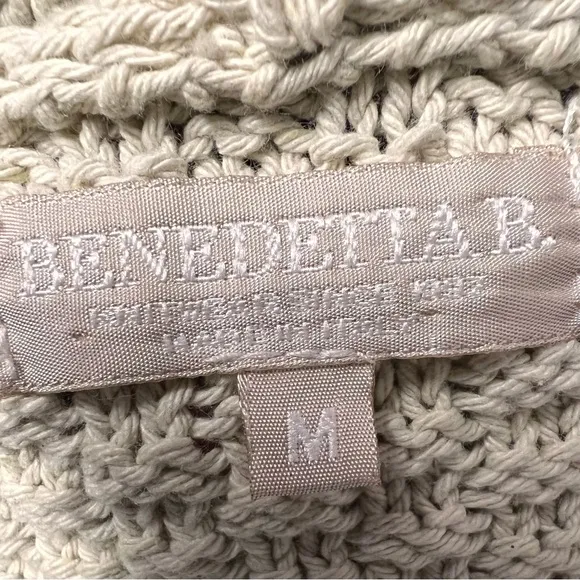 BENEDETTA B.
KNITWEAR SINCE
MADE IN ITALY
M